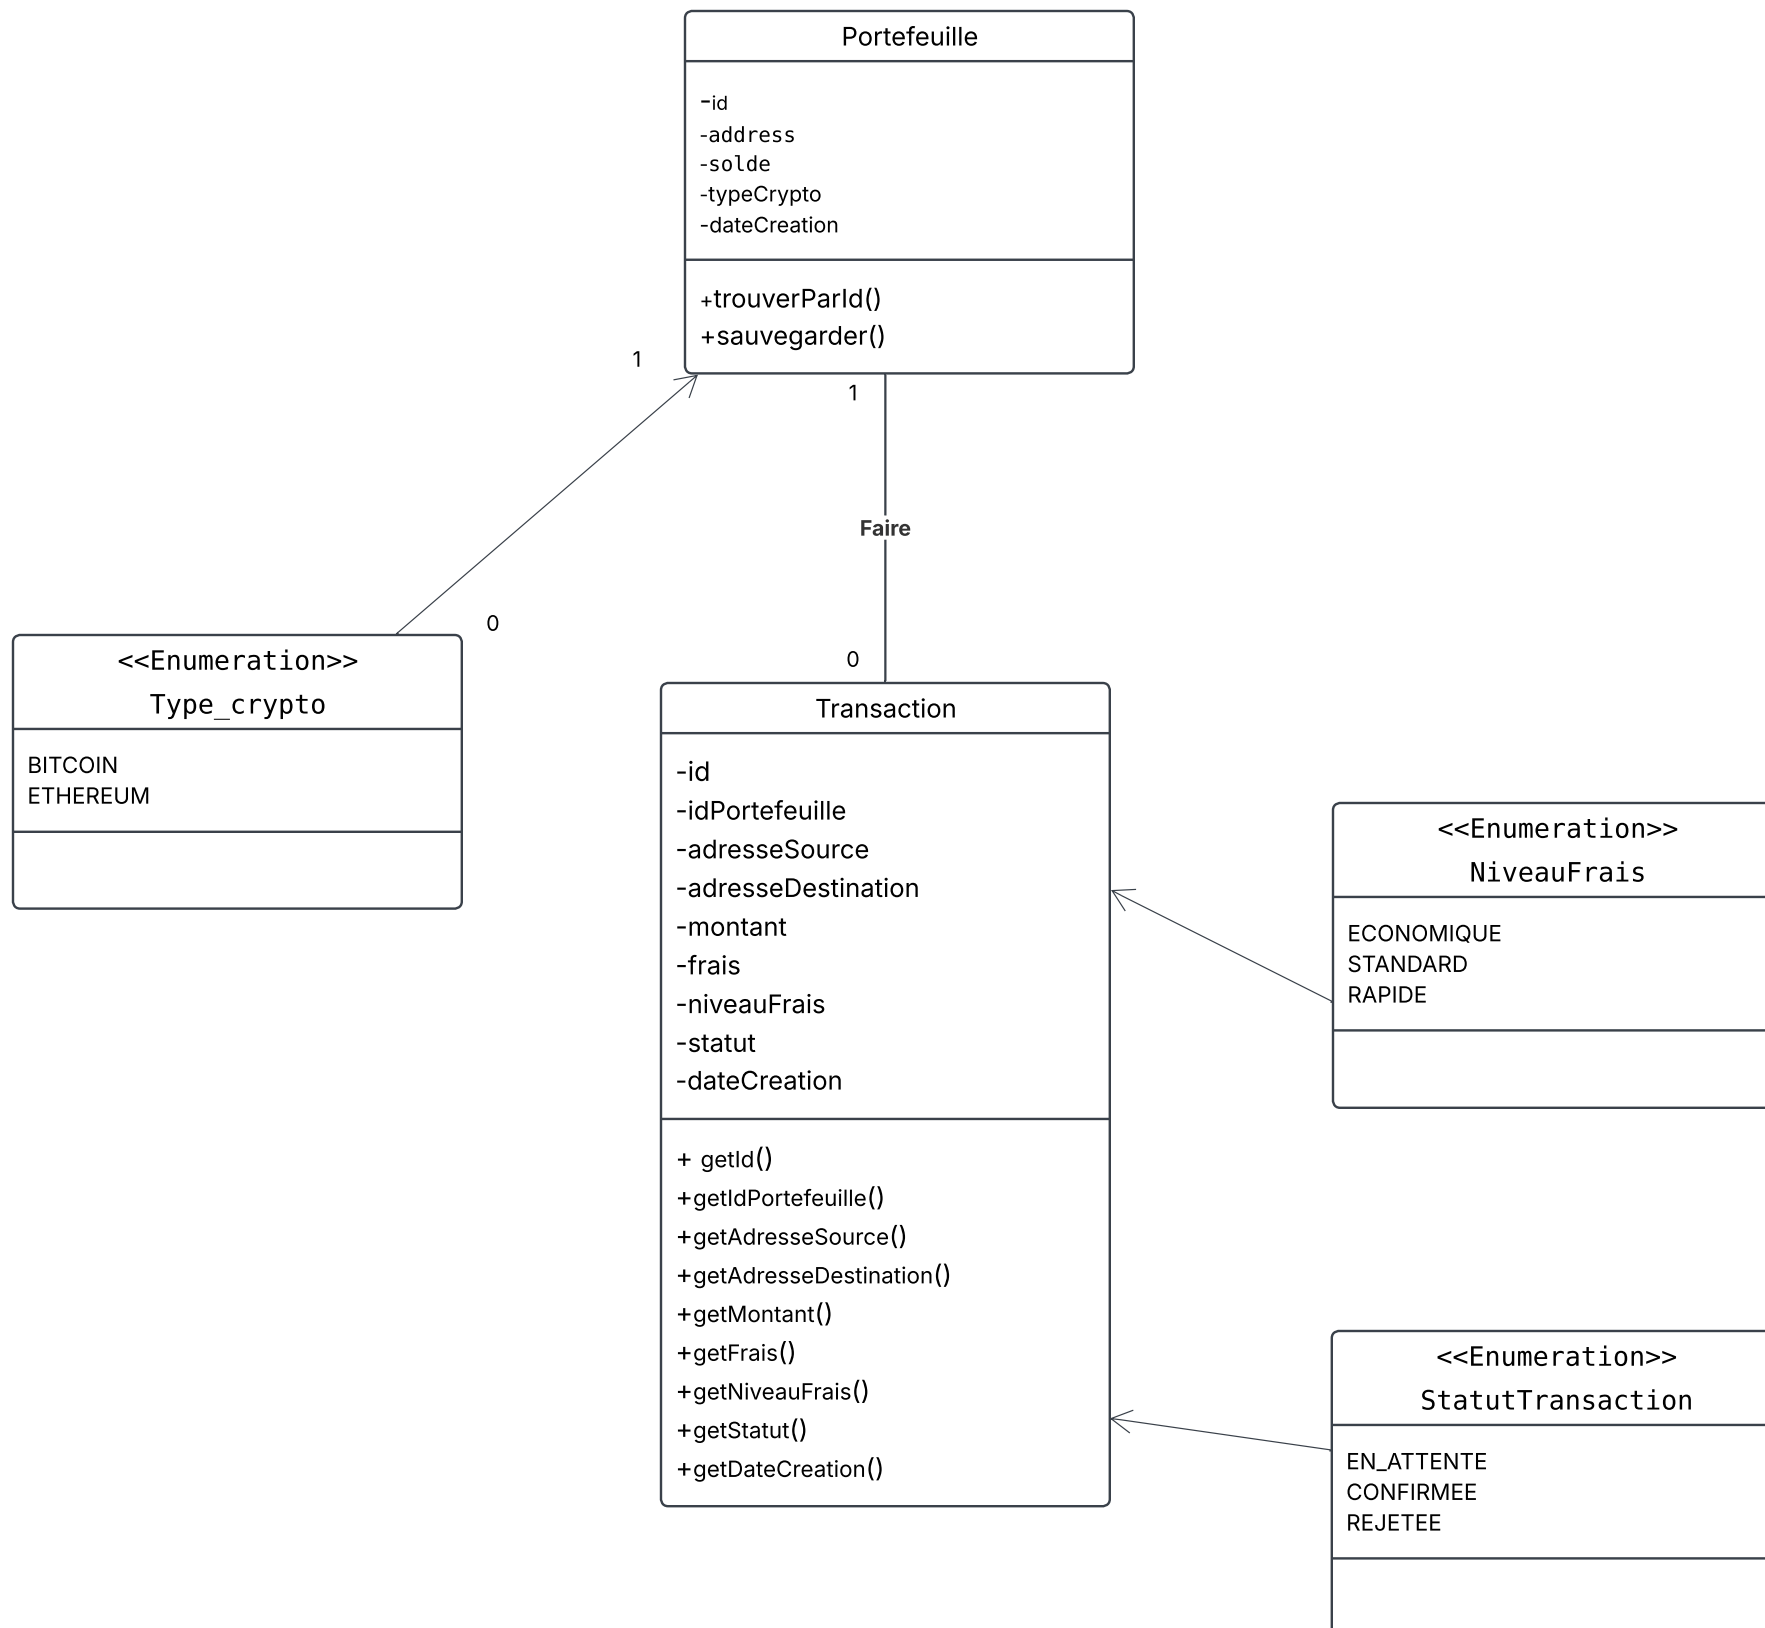 Portefeuille
-id
-address
-solde
-typeCrypto
-dateCreation
+trouverParId()
+sauvegarder()
1
1
Faire
0
0
<<Enumeration>>
Type_crypto
BITCOIN
ETHEREUM
Transaction
-id
-idPortefeuille
-adresseSource
-adresseDestination
-montant
-frais
-niveauFrais
-statut
-dateCreation
+ getId()
+getIdPortefeuille()
+getAdresseSource()
+getAdresseDestination()
+getMontant()
+getFrais()
+getNiveauFrais()
+getStatut()
+getDateCreation()
<<Enumeration>>
NiveauFrais
ECONOMIQUE
STANDARD
RAPIDE
<<Enumeration>>
StatutTransaction
EN_ATTENTE
CONFIRMEE
REJETEE